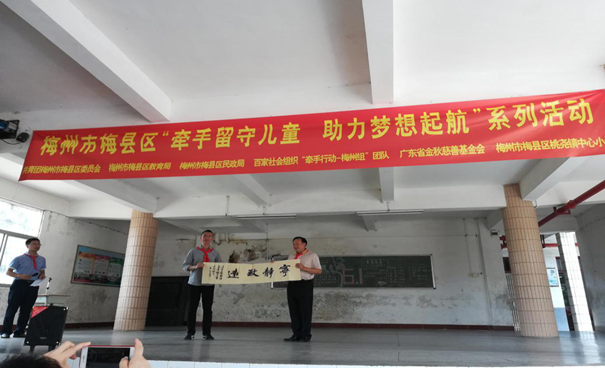 梅州市梅县区“牵手留守儿童 助力梦想起航”系列活动
共青团梅州市梅县区委员会 梅州市梅县区教育局 梅州市梅县区民政局 百家社会组织“牵手行动-梅州组”团队 广东省金秋慈善基金会 梅州市梅县区桃尧镇中心小
寧靜致遠